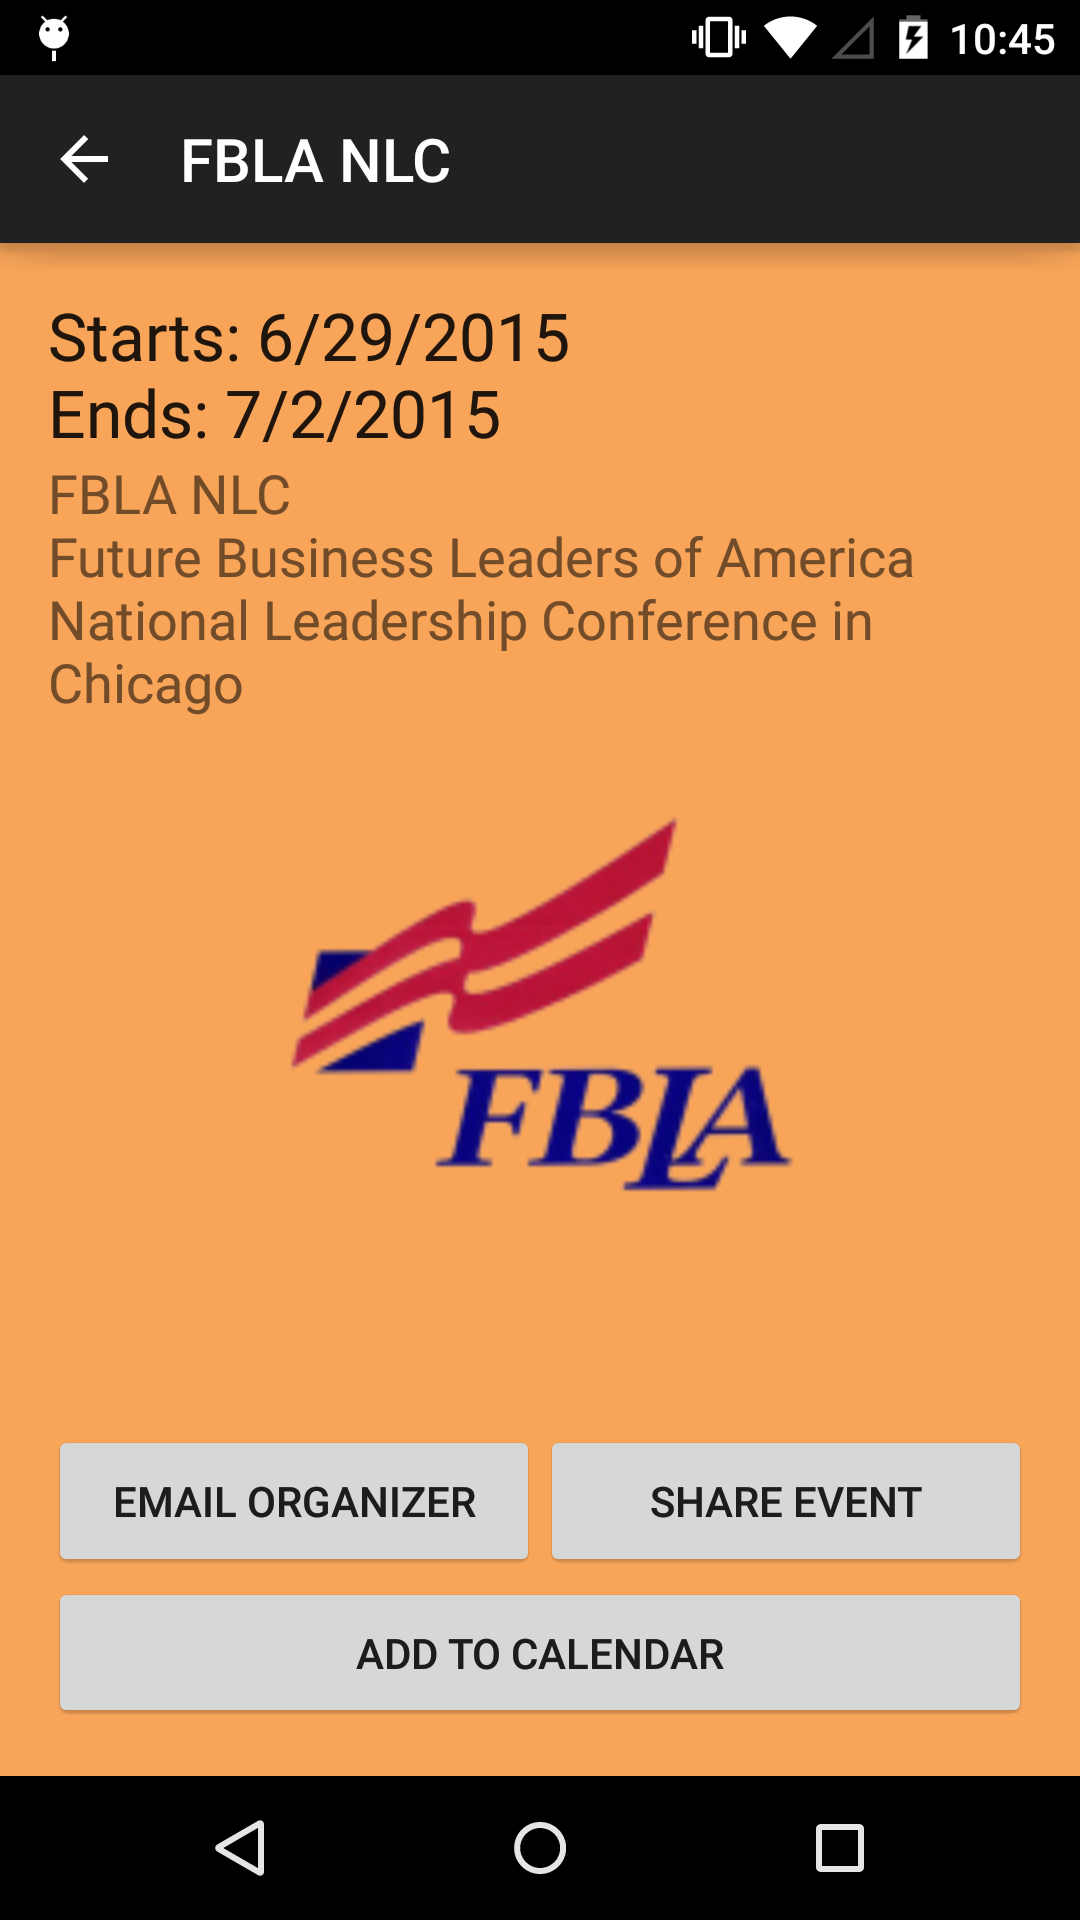 10:45
FBLA NLC
Starts: 6/29/2015
Ends: 7/2/2015
FBLA NLC
Future Business Leaders of America
National Leadership Conference in
Chicago
FBLA
EMAIL ORGANIZER
SHARE EVENT
ADD TO CALENDAR